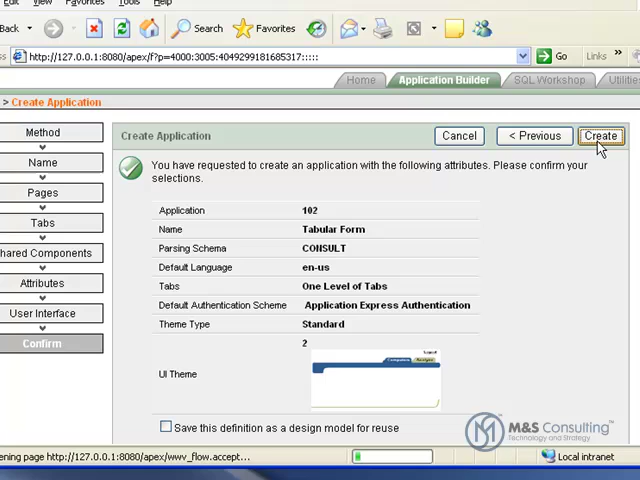 Edit View Favorites Tools Help
Back Search Favorites
http://127.0.0.1:8080/apex/f?p=4000:3005:4049299181685317::::: Go Links »
Home Application Builder SQL Workshop Utilities
> Create Application
Method
Name
Pages
Tabs
hared Components
Attributes
User Interface
Confirm
Create Application Cancel < Previous Create
You have requested to create an application with the following attributes. Please confirm your
selections.
Application 102
Name Tabular Form
Parsing Schema CONSULT
Default Language en-us
Tabs One Level of Tabs
Default Authentication Scheme Application Express Authentication
Theme Type Standard
2
UI Theme
Save this definition as a design model for reuse
M&S Consulting™
Technology and Strategy
ening page http://127.0.0.1:8080/apex/wwv_flow.accept... Local intranet